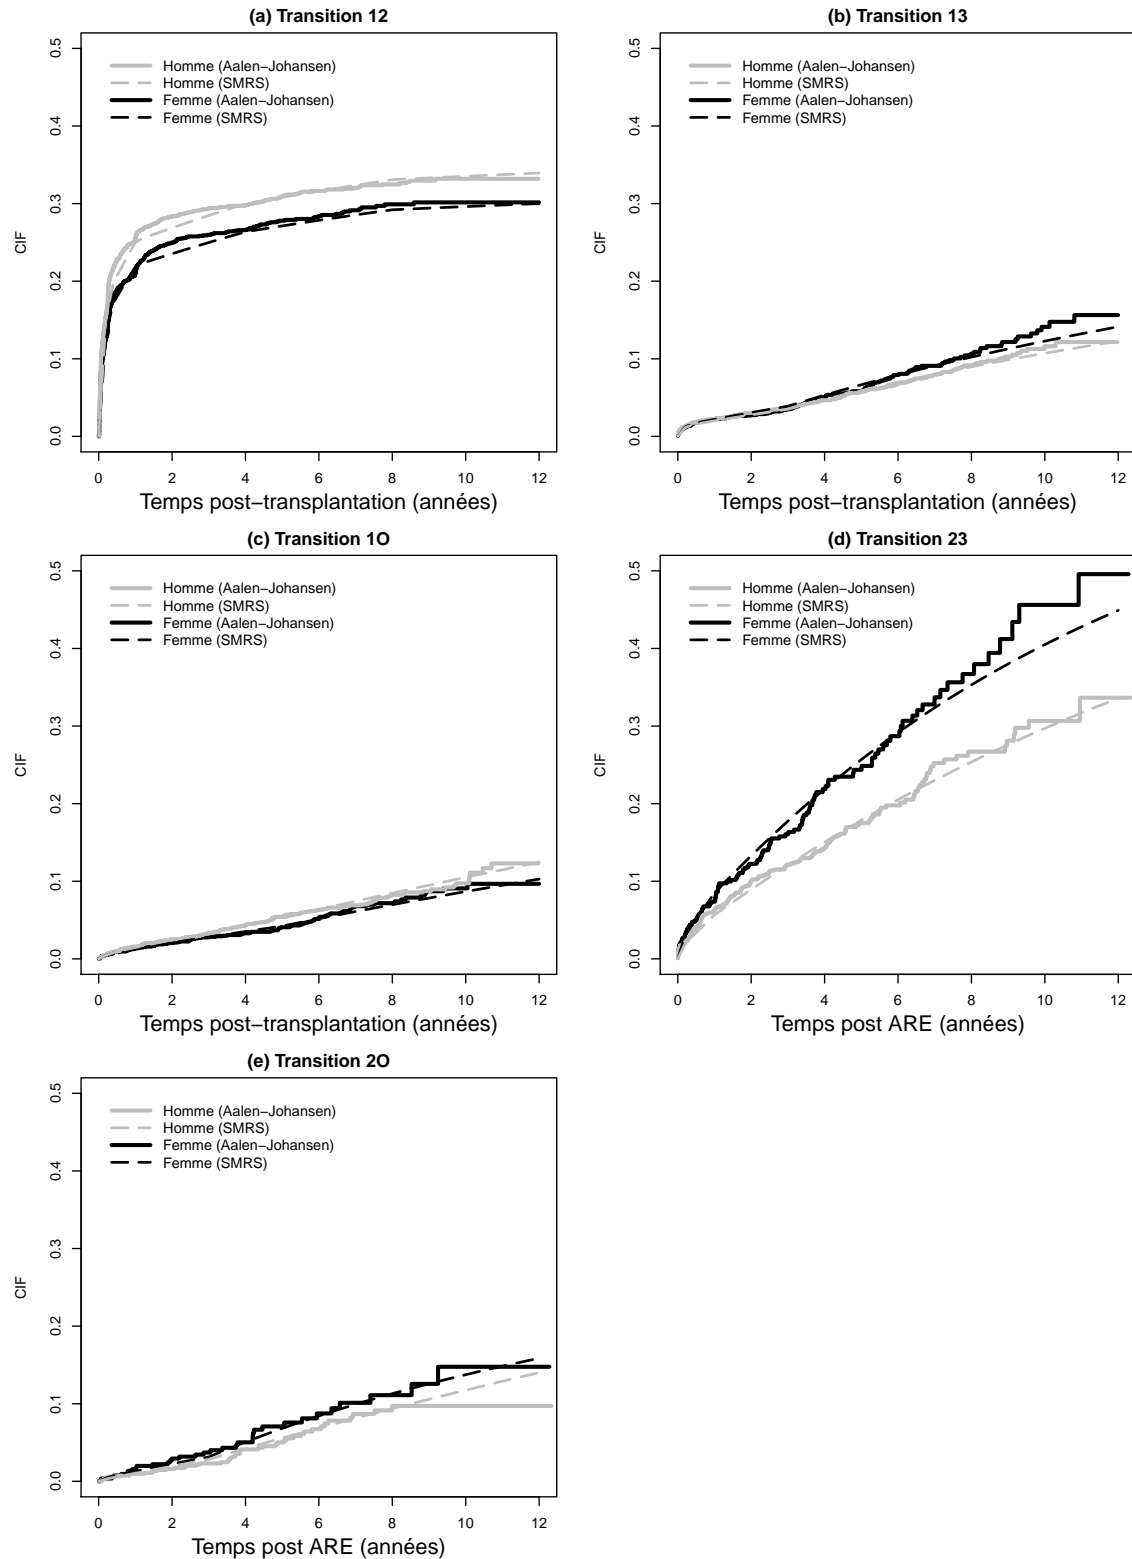 (a) Transition 12
0.5
0.4
0.3
0.2
0.1
0.0
CIF
Homme (Aalen−Johansen)
Homme (SMRS)
Femme (Aalen−Johansen)
Femme (SMRS)
0 2 4 6 8 10 12
Temps post−transplantation (années)
(b) Transition 13
0.5
0.4
0.3
0.2
0.1
0.0
CIF
Homme (Aalen−Johansen)
Homme (SMRS)
Femme (Aalen−Johansen)
Femme (SMRS)
0 2 4 6 8 10 12
Temps post−transplantation (années)
(c) Transition 1O
0.5
0.4
0.3
0.2
0.1
0.0
CIF
Homme (Aalen−Johansen)
Homme (SMRS)
Femme (Aalen−Johansen)
Femme (SMRS)
0 2 4 6 8 10 12
Temps post−transplantation (années)
(d) Transition 23
0.5
0.4
0.3
0.2
0.1
0.0
CIF
Homme (Aalen−Johansen)
Homme (SMRS)
Femme (Aalen−Johansen)
Femme (SMRS)
0 2 4 6 8 10 12
Temps post ARE (années)
(e) Transition 2O
0.5
0.4
0.3
0.2
0.1
0.0
CIF
Homme (Aalen−Johansen)
Homme (SMRS)
Femme (Aalen−Johansen)
Femme (SMRS)
0 2 4 6 8 10 12
Temps post ARE (années)